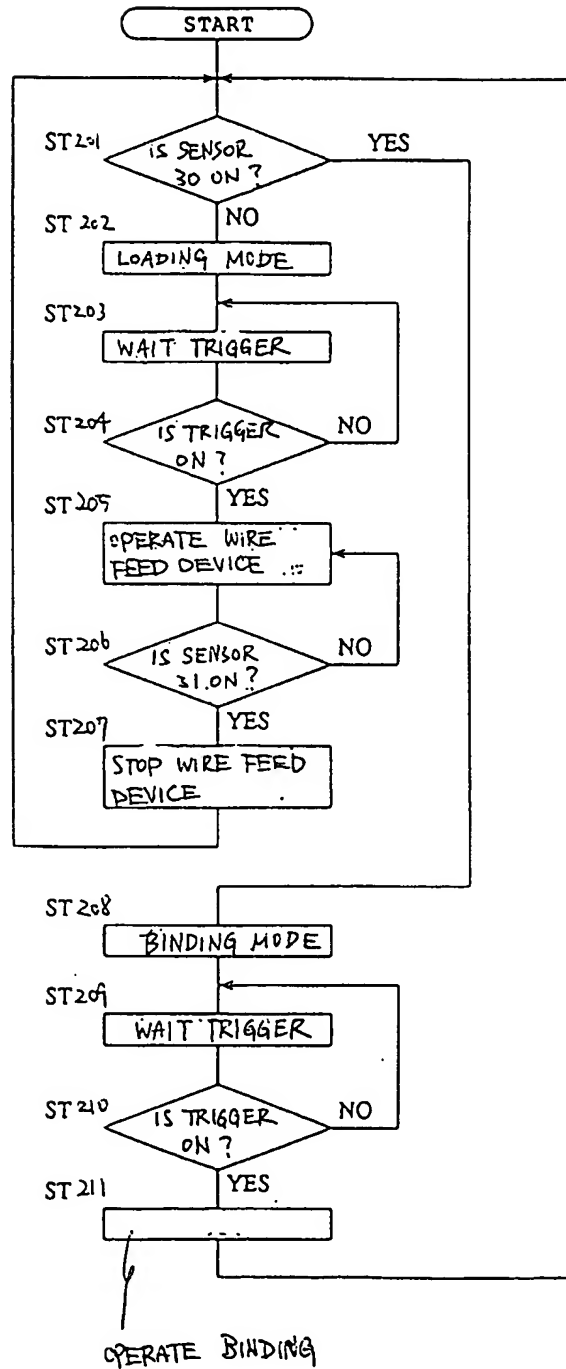 START
ST201
IS SENSOR
30 ON?
YES
NO
ST202
LOADING MODE
ST203
WAIT TRIGGER
ST204
IS TRIGGER
ON?
NO
YES
ST205
OPERATE WIRE
FEED DEVICE
ST206
IS SENSOR
31 ON?
NO
YES
ST207
STOP WIRE FEED
DEVICE
ST208
BINDING MODE
ST209
WAIT TRIGGER
ST210
IS TRIGGER
ON?
NO
YES
ST211
OPERATE BINDING